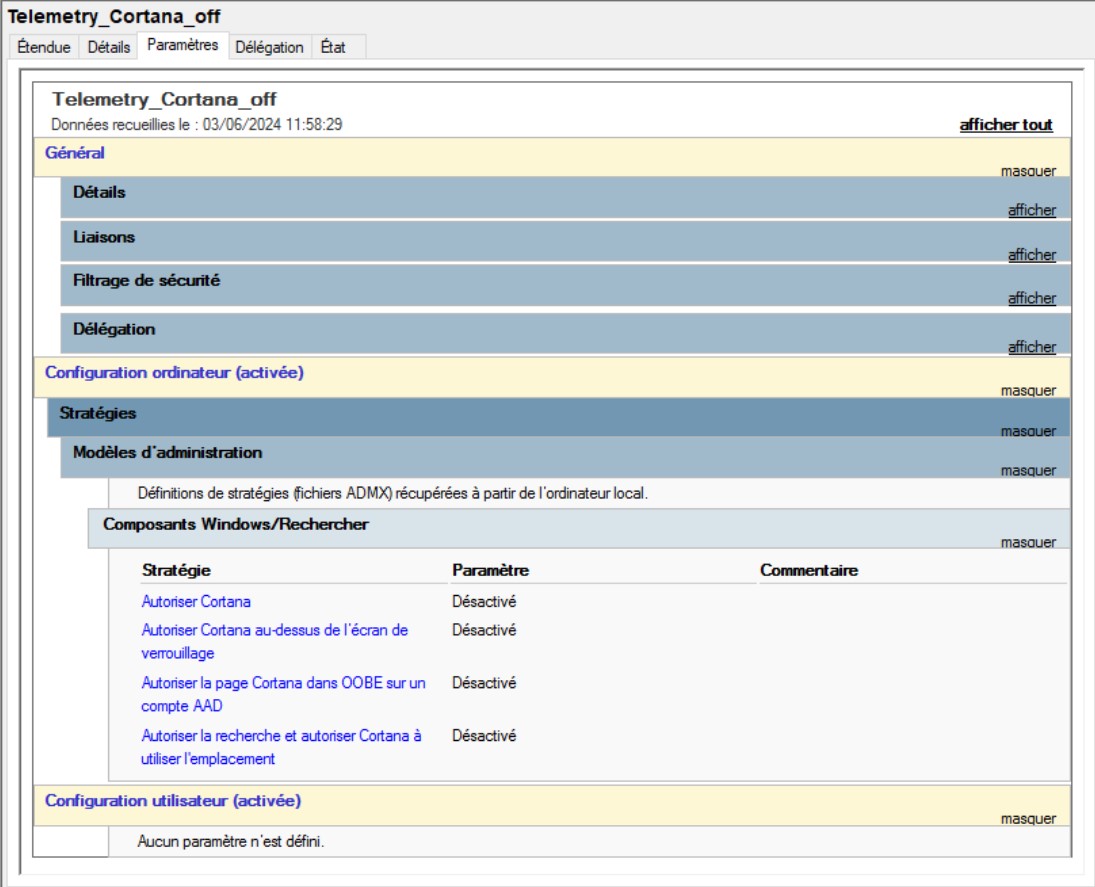 Telemetry_Cortana_off
Étendue Détails Paramètres Délégation État
Telemetry_Cortana_off
Données recueillies le : 03/06/2024 11:58:29 afficher tout
Général
masquer
Détails
afficher
Liaisons
afficher
Filtrage de sécurité
afficher
Délégation
afficher
Configuration ordinateur (activée)
masquer
Stratégies
masquer
Modèles d'administration
masquer
Définitions de stratégies (fichiers ADMX) récupérées à partir de l'ordinateur local.
Composants Windows/Rechercher
masquer
Stratégie Paramètre Commentaire
Autoriser Cortana Désactivé
Autoriser Cortana au-dessus de l'écran de Désactivé
verrouillage
Autoriser la page Cortana dans OOBE sur un Désactivé
compte AAD
Autoriser la recherche et autoriser Cortana à Désactivé
utiliser l'emplacement
Configuration utilisateur (activée)
masquer
Aucun paramètre n'est défini.